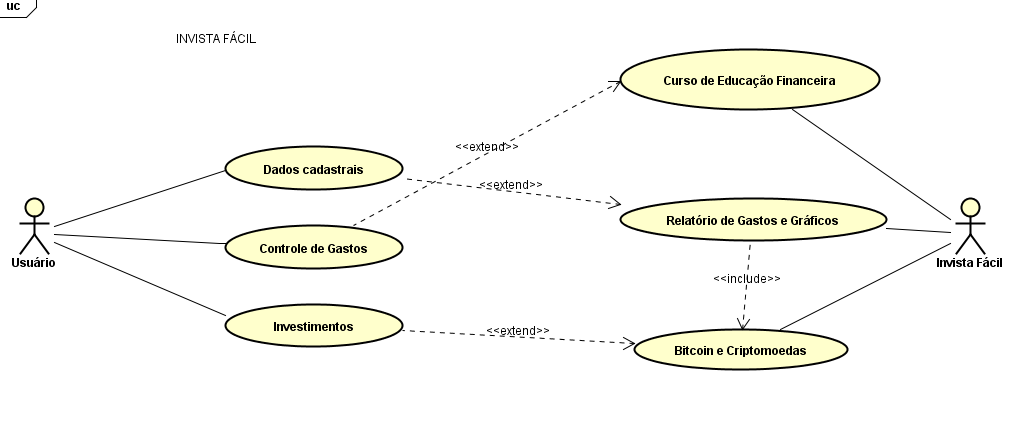 uc
INVISTA FÁCIL
Curso de Educação Financeira
<<extend>>
Dados cadastrais
<<extend>>
Relatório de Gastos e Gráficos
Controle de Gastos
Usuário
Invista Fácil
<<include>>
Investimentos
<<extend>>
Bitcoin e Criptomoedas